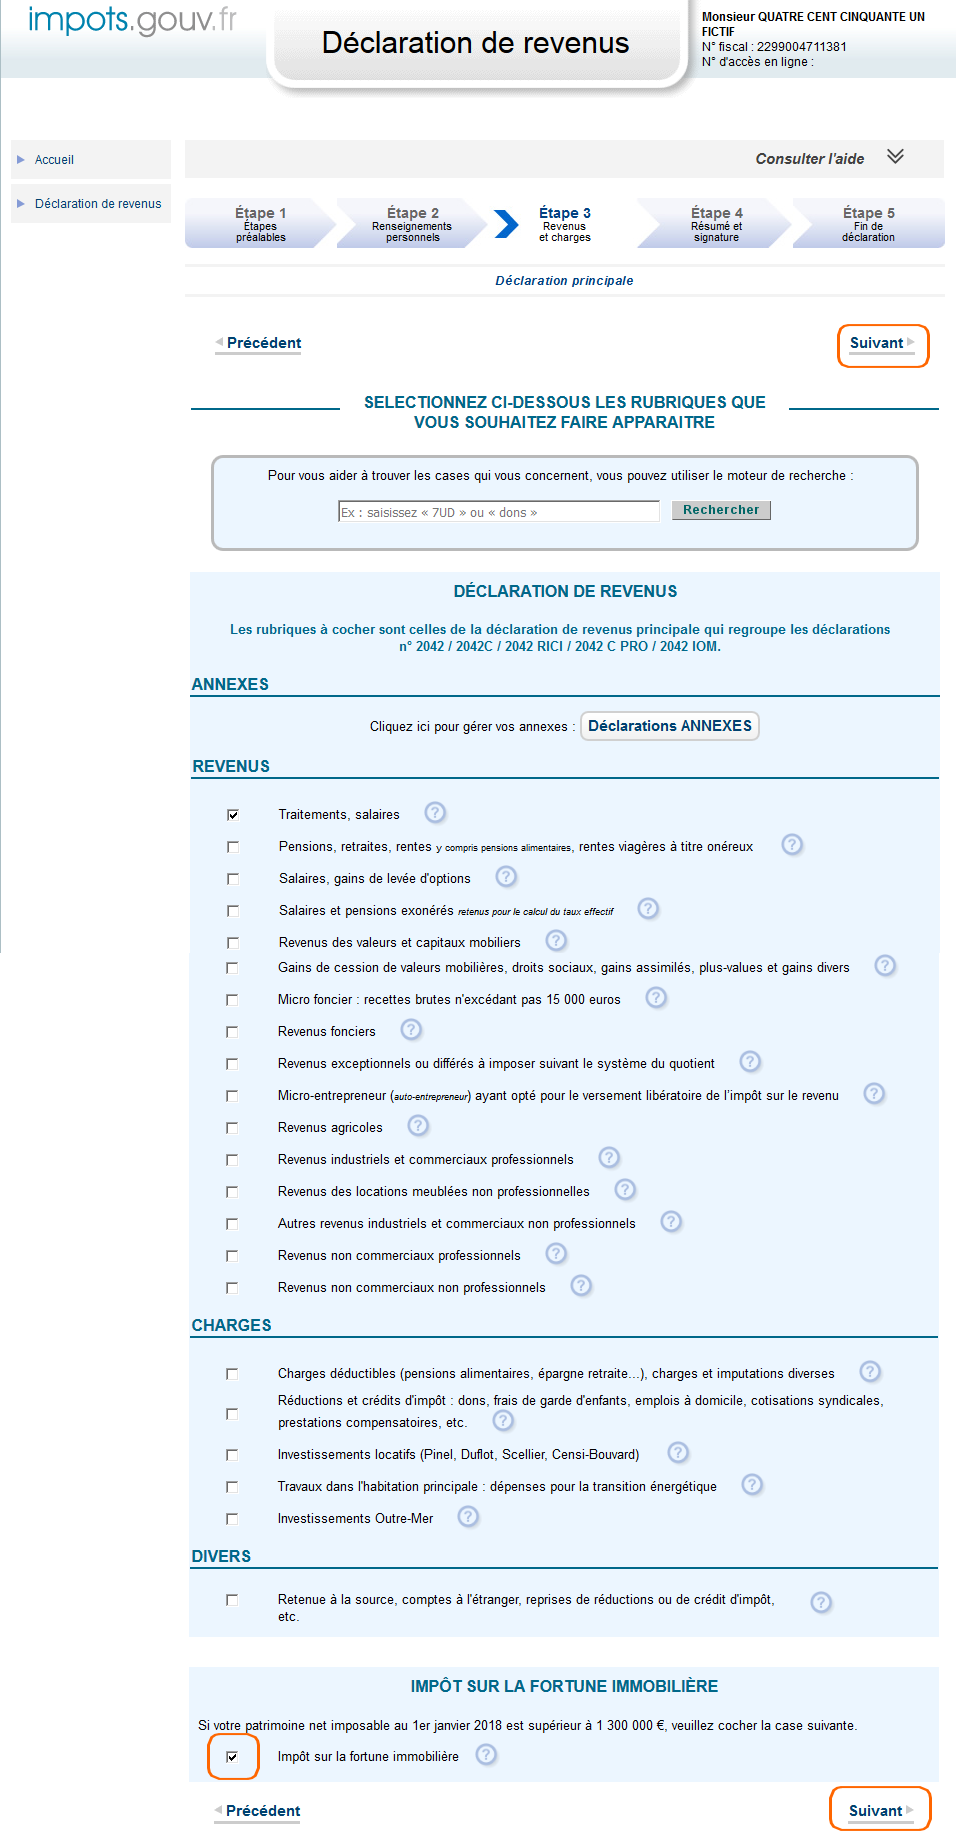 impots.gouv.fr
Déclaration de revenus
Monsieur QUATRE CENT CINQUANTE UN
FICTIF
N° fiscal : 2299004711381
N° d'accès en ligne :
Accueil
Déclaration de revenus
Consulter l'aide
Étape 1
Étapes
préalables
Étape 2
Renseignements
personnels
Étape 3
Revenus
et charges
Étape 4
Résumé et
signature
Étape 5
Fin de
déclaration
Déclaration principale
Précédent
Suivant
SELECTIONNEZ CI-DESSOUS LES RUBRIQUES QUE
VOUS SOUHAITEZ FAIRE APPARAITRE
Pour vous aider à trouver les cases qui vous concernent, vous pouvez utiliser le moteur de recherche :
Ex : saisissez « 7UD » ou « dons »
Rechercher
DÉCLARATION DE REVENUS
Les rubriques à cocher sont celles de la déclaration de revenus principale qui regroupe les déclarations
n° 2042 / 2042C / 2042 RICI / 2042 C PRO / 2042 IOM.
ANNEXES
Cliquez ici pour gérer vos annexes : Déclarations ANNEXES
REVENUS
Traitements, salaires ?
Pensions, retraites, rentes y compris pensions alimentaires, rentes viagères à titre onéreux ?
Salaires, gains de levée d'options ?
Salaires et pensions exonérés retenus pour le calcul du taux effectif ?
Revenus des valeurs et capitaux mobiliers ?
Gains de cession de valeurs mobilières, droits sociaux, gains assimilés, plus-values et gains divers ?
Micro foncier : recettes brutes n'excédant pas 15 000 euros ?
Revenus fonciers ?
Revenus exceptionnels ou différés à imposer suivant le système du quotient ?
Micro-entrepreneur (auto-entrepreneur) ayant opté pour le versement libératoire de l'impôt sur le revenu ?
Revenus agricoles ?
Revenus industriels et commerciaux professionnels ?
Revenus des locations meublées non professionnelles ?
Autres revenus industriels et commerciaux non professionnels ?
Revenus non commerciaux professionnels ?
Revenus non commerciaux non professionnels ?
CHARGES
Charges déductibles (pensions alimentaires, épargne retraite...), charges et imputations diverses ?
Réductions et crédits d'impôt : dons, frais de garde d'enfants, emplois à domicile, cotisations syndicales,
prestations compensatoires, etc. ?
Investissements locatifs (Pinel, Duflot, Scellier, Censi-Bouvard) ?
Travaux dans l'habitation principale : dépenses pour la transition énergétique ?
Investissements Outre-Mer ?
DIVERS
Retenue à la source, comptes à l'étranger, reprises de réductions ou de crédit d'impôt, ?
etc.
IMPÔT SUR LA FORTUNE IMMOBILIÈRE
Si votre patrimoine net imposable au 1er janvier 2018 est supérieur à 1 300 000 €, veuillez cocher la case suivante.
Impôt sur la fortune immobilière ?
Précédent
Suivant